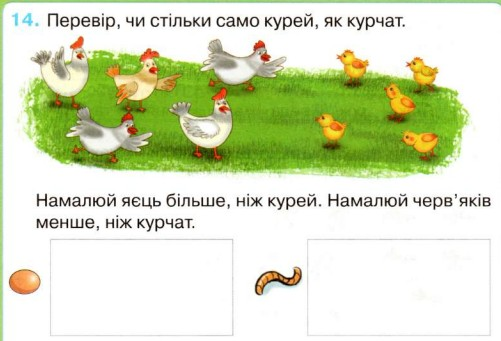 14. Перевір, чи стільки само курей, як курчат.
Намалюй яєць більше, ніж курей. Намалюй черв’яків
менше, ніж курчат.